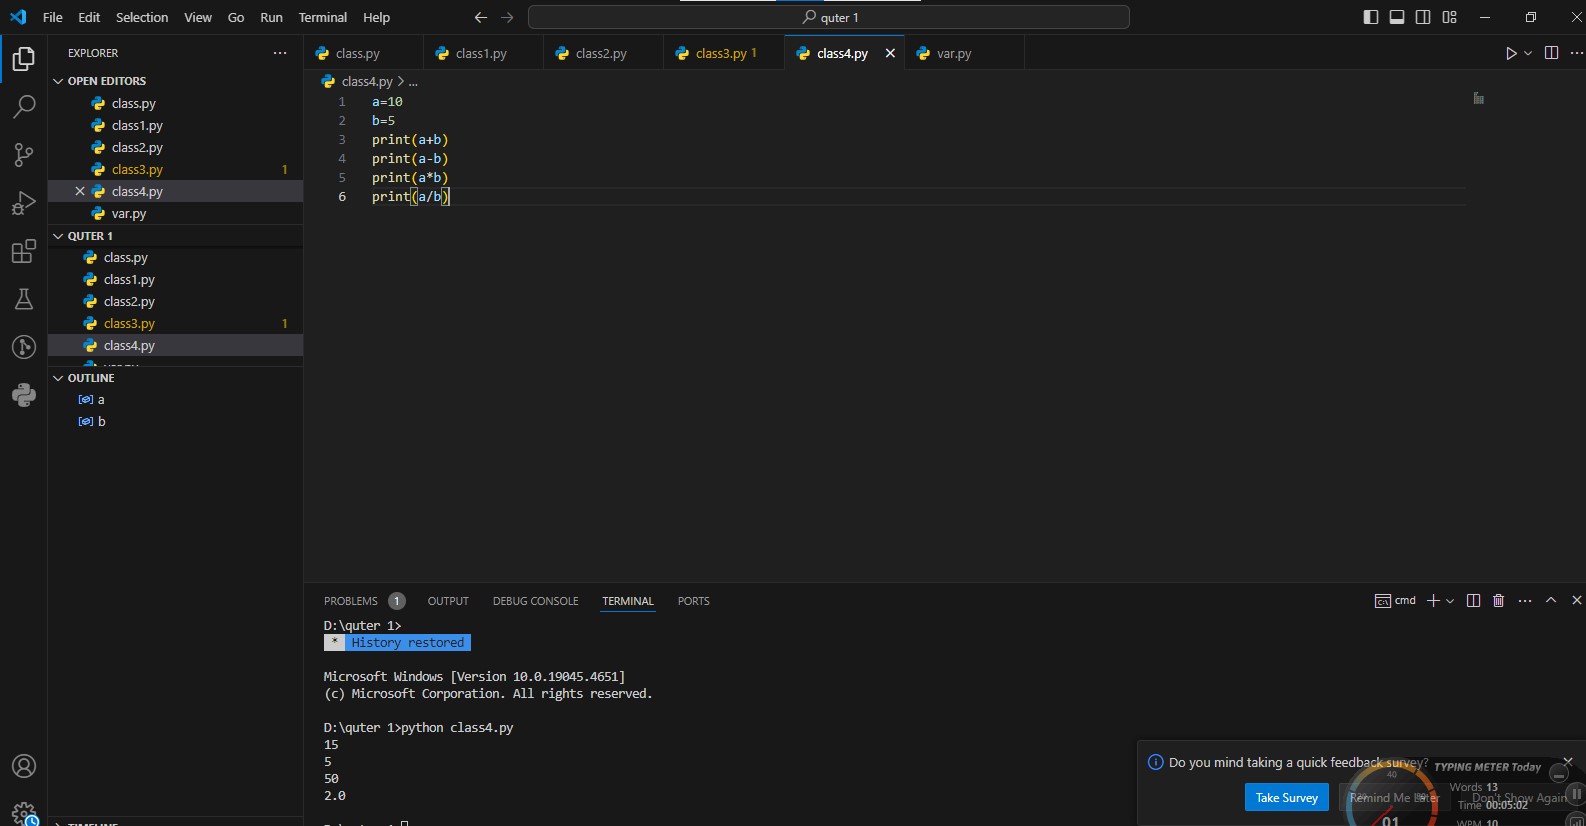 File Edit Selection View Go Run Terminal Help
quter 1
EXPLORER
OPEN EDITORS
class.py
class1.py
class2.py
class3.py 1
class4.py
var.py
QUTER 1
class.py
class1.py
class2.py
class3.py 1
class4.py
OUTLINE
a
b
class.py class1.py class2.py class3.py 1 class4.py var.py
class4.py > ...
1 a=10
2 b=5
3 print(a+b)
4 print(a-b)
5 print(a*b)
6 print(a/b)
PROBLEMS 1 OUTPUT DEBUG CONSOLE TERMINAL PORTS
cmd
D:\quter 1>
* History restored
Microsoft Windows [Version 10.0.19045.4651]
(c) Microsoft Corporation. All rights reserved.
D:\quter 1>python class4.py
15
5
50
2.0
Do you mind taking a quick feedback survey?
Take Survey Remind Me Later Don't Show Again
TYPING METER Today
40
Words 13
Time 00:05:02
WPM 10
01